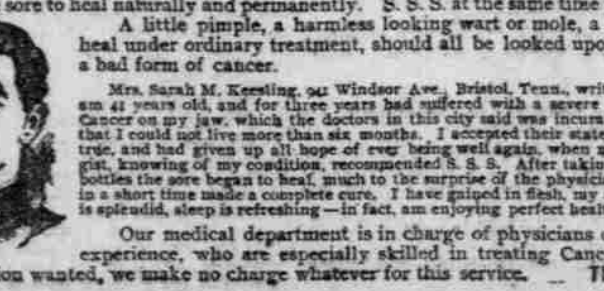 sore to heal naturally and permanently. S. S. S. at the same time
A little pimple, a harmless looking wart or mole, a
heal under ordinary treatment, should all be looked upo
a bad form of cancer.
Mrs. Sarah M. Keesling, 941 Windsor Ave., Bristol, Tenn., writ
am 41 years old, and for three years had suffered with a severe
Cancer on my jaw, which the doctors in this city said was incura
that I could not live more than six months. I accepted their state
true, and had given up all hope of ever being well again, when m
gist, knowing of my condition, recommended S. S. S. After takin
bottles the sore began to heal, much to the surprise of the physici
in a short time made a complete cure. I have gained in flesh, my
is splendid, sleep is refreshing—in fact, am enjoying perfect healt
Our medical department is in charge of physicians
experience, who are especially skilled in treating Canc
on wanted, we make no charge whatever for this service. T